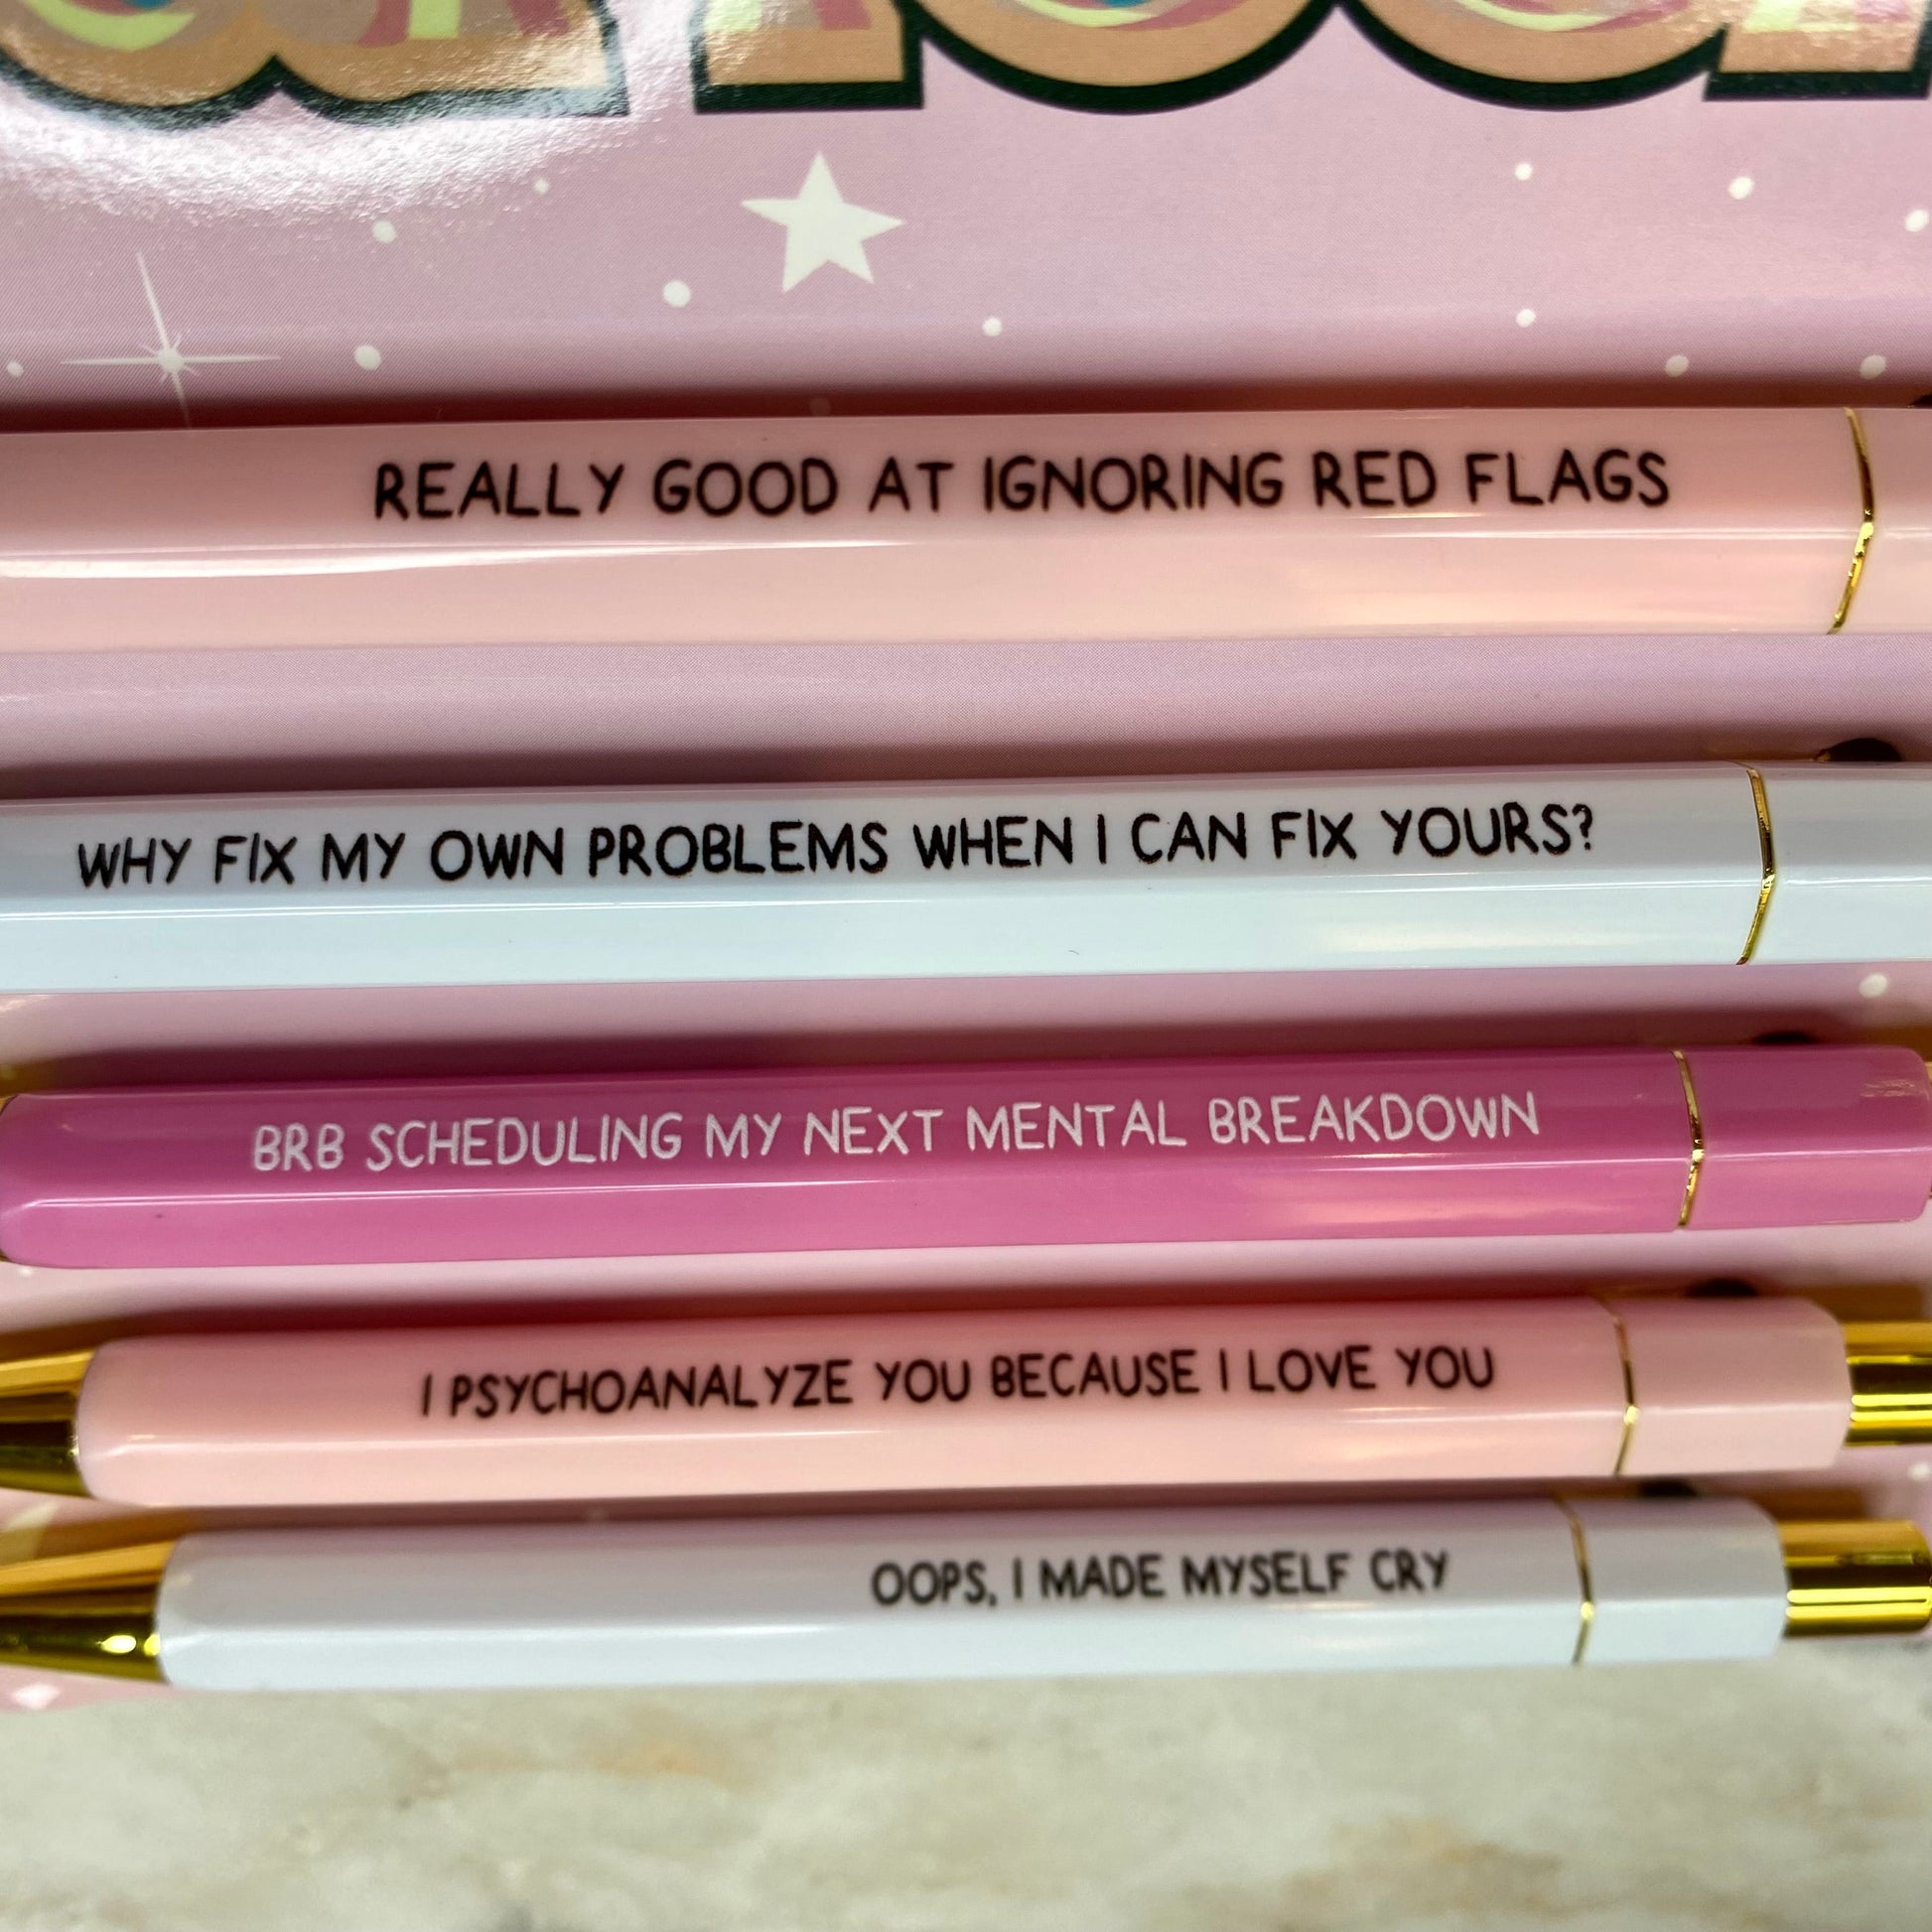 REALLY GOOD AT IGNORING RED FLAGS
WHY FIX MY OWN PROBLEMS WHEN I CAN FIX YOURS?
BRB SCHEDULING MY NEXT MENTAL BREAKDOWN
I PSYCHOANALYZE YOU BECAUSE I LOVE YOU
OOPS, I MADE MYSELF CRY